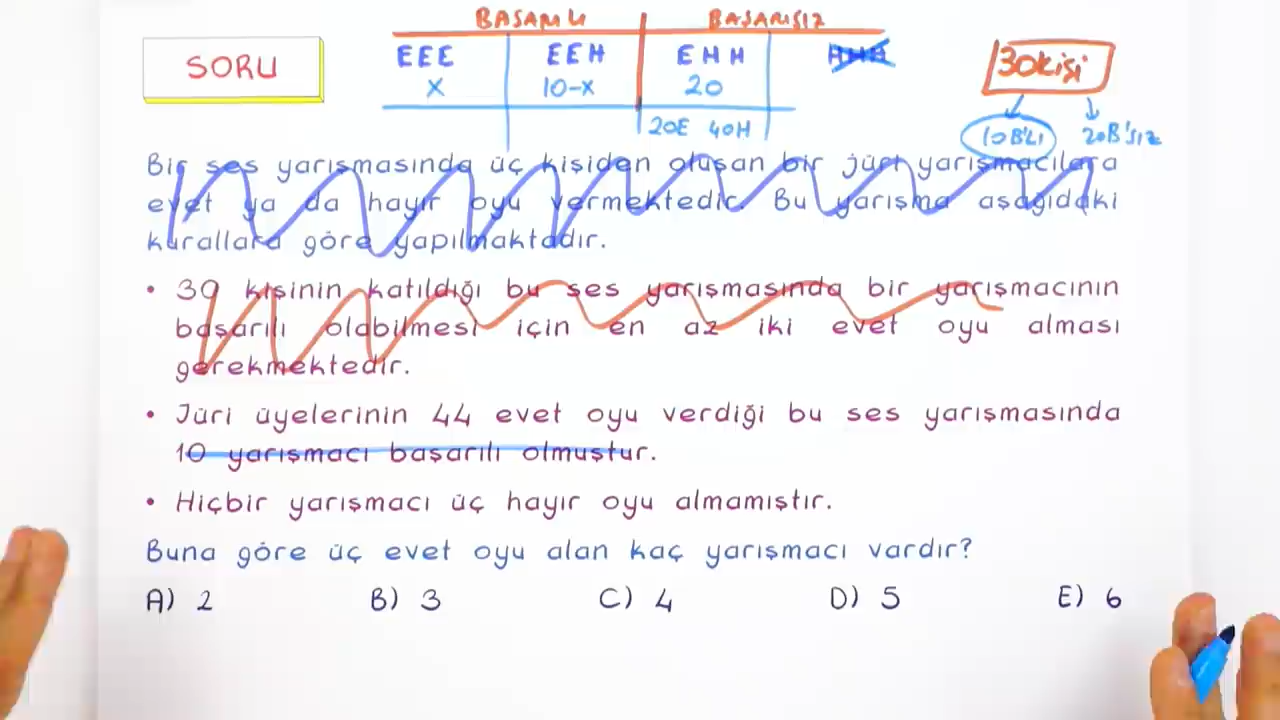 BAŞARILI BAŞARISIZ
SORU
EEE EEH EHH HHH
30 kişi
X 10-X 20
10B'LI 20B'SIZ
20E 40H
Bir ses yarışmasında üç kişiden oluşan bir jüri yarışmacılara
evet ya da hayır oyu vermektedir. Bu yarışma aşağıdaki
kurallara göre yapılmaktadır.
• 30 kişinin katıldığı bu ses yarışmasında bir yarışmacının
başarılı olabilmesi için en az iki evet oyu alması
gerekmektedir.
• Jüri üyelerinin 44 evet oyu verdiği bu ses yarışmasında
10 yarışmacı başarılı olmuştur.
• Hiçbir yarışmacı üç hayır oyu almamıştır.
Buna göre üç evet oyu alan kaç yarışmacı vardır?
A) 2 B) 3 C) 4 D) 5 E) 6